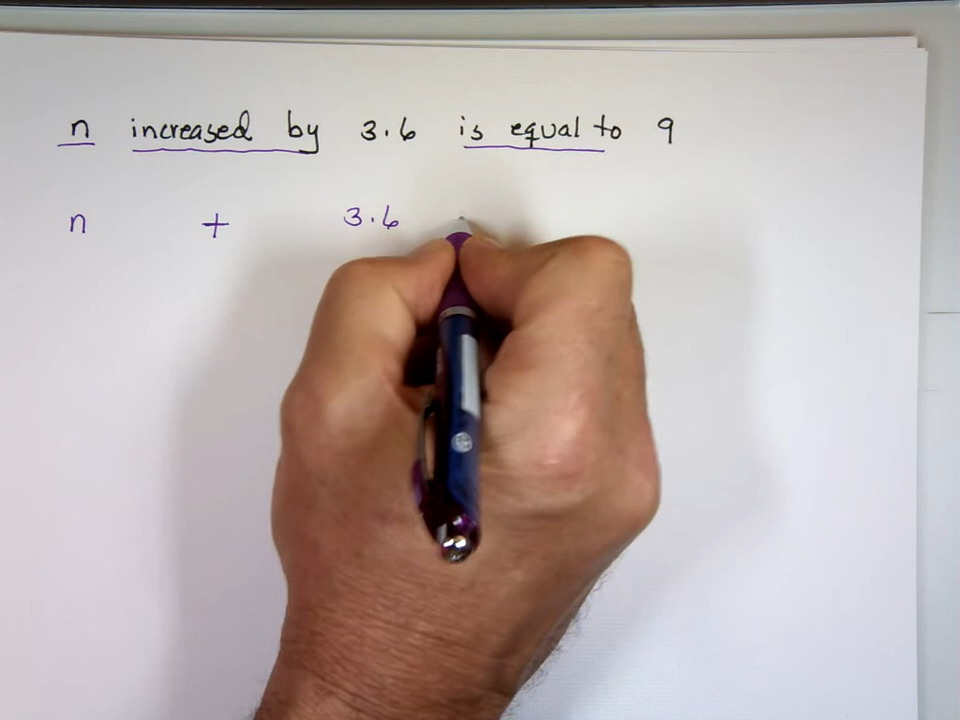 n increased by 3.6 is equal to 9
n + 3.6